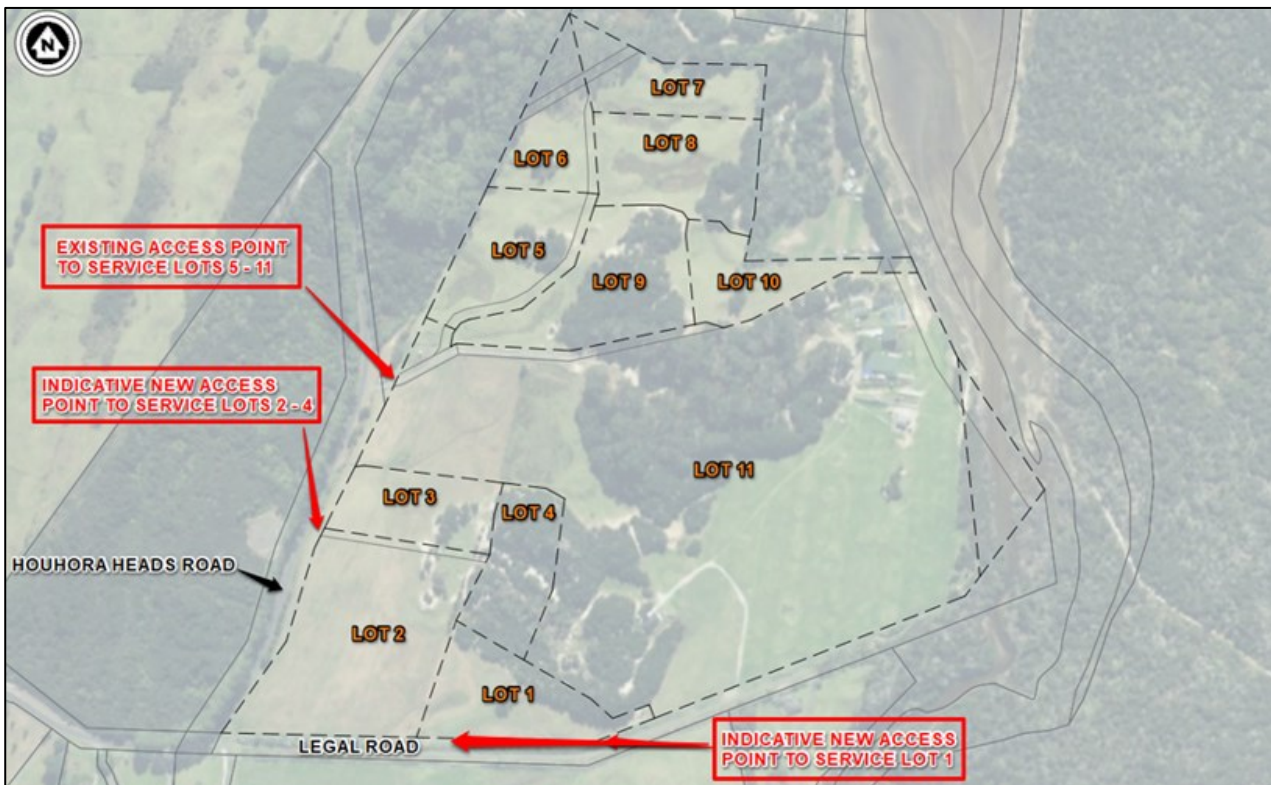 N
LOT 7
LOT 8
LOT 6
EXISTING ACCESS POINT
TO SERVICE LOTS 5 - 11
LOT 5
LOT 9
LOT 10
INDICATIVE NEW ACCESS
POINT TO SERVICE LOTS 2 - 4
LOT 11
LOT 3
LOT 4
HOUHORA HEADS ROAD
LOT 2
LOT 1
LEGAL ROAD
INDICATIVE NEW ACCESS
POINT TO SERVICE LOT 1